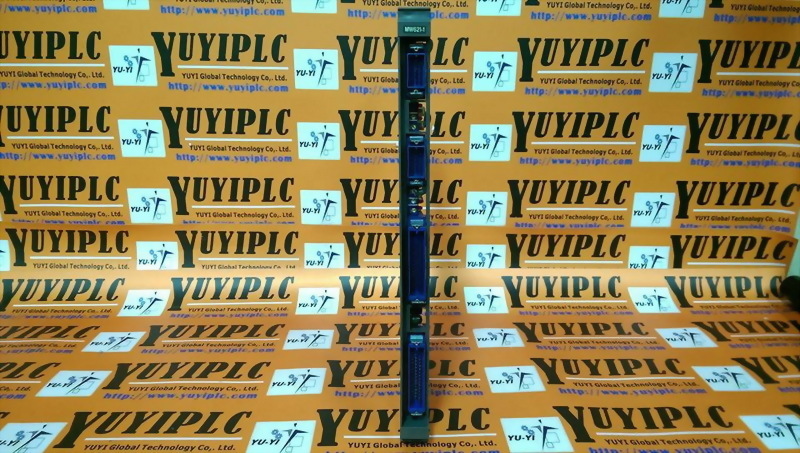 MW621-1
YUYIPLC
YUYI Global Technology Co,. Ltd.
http://www.yuyiplc.com
YU-YI